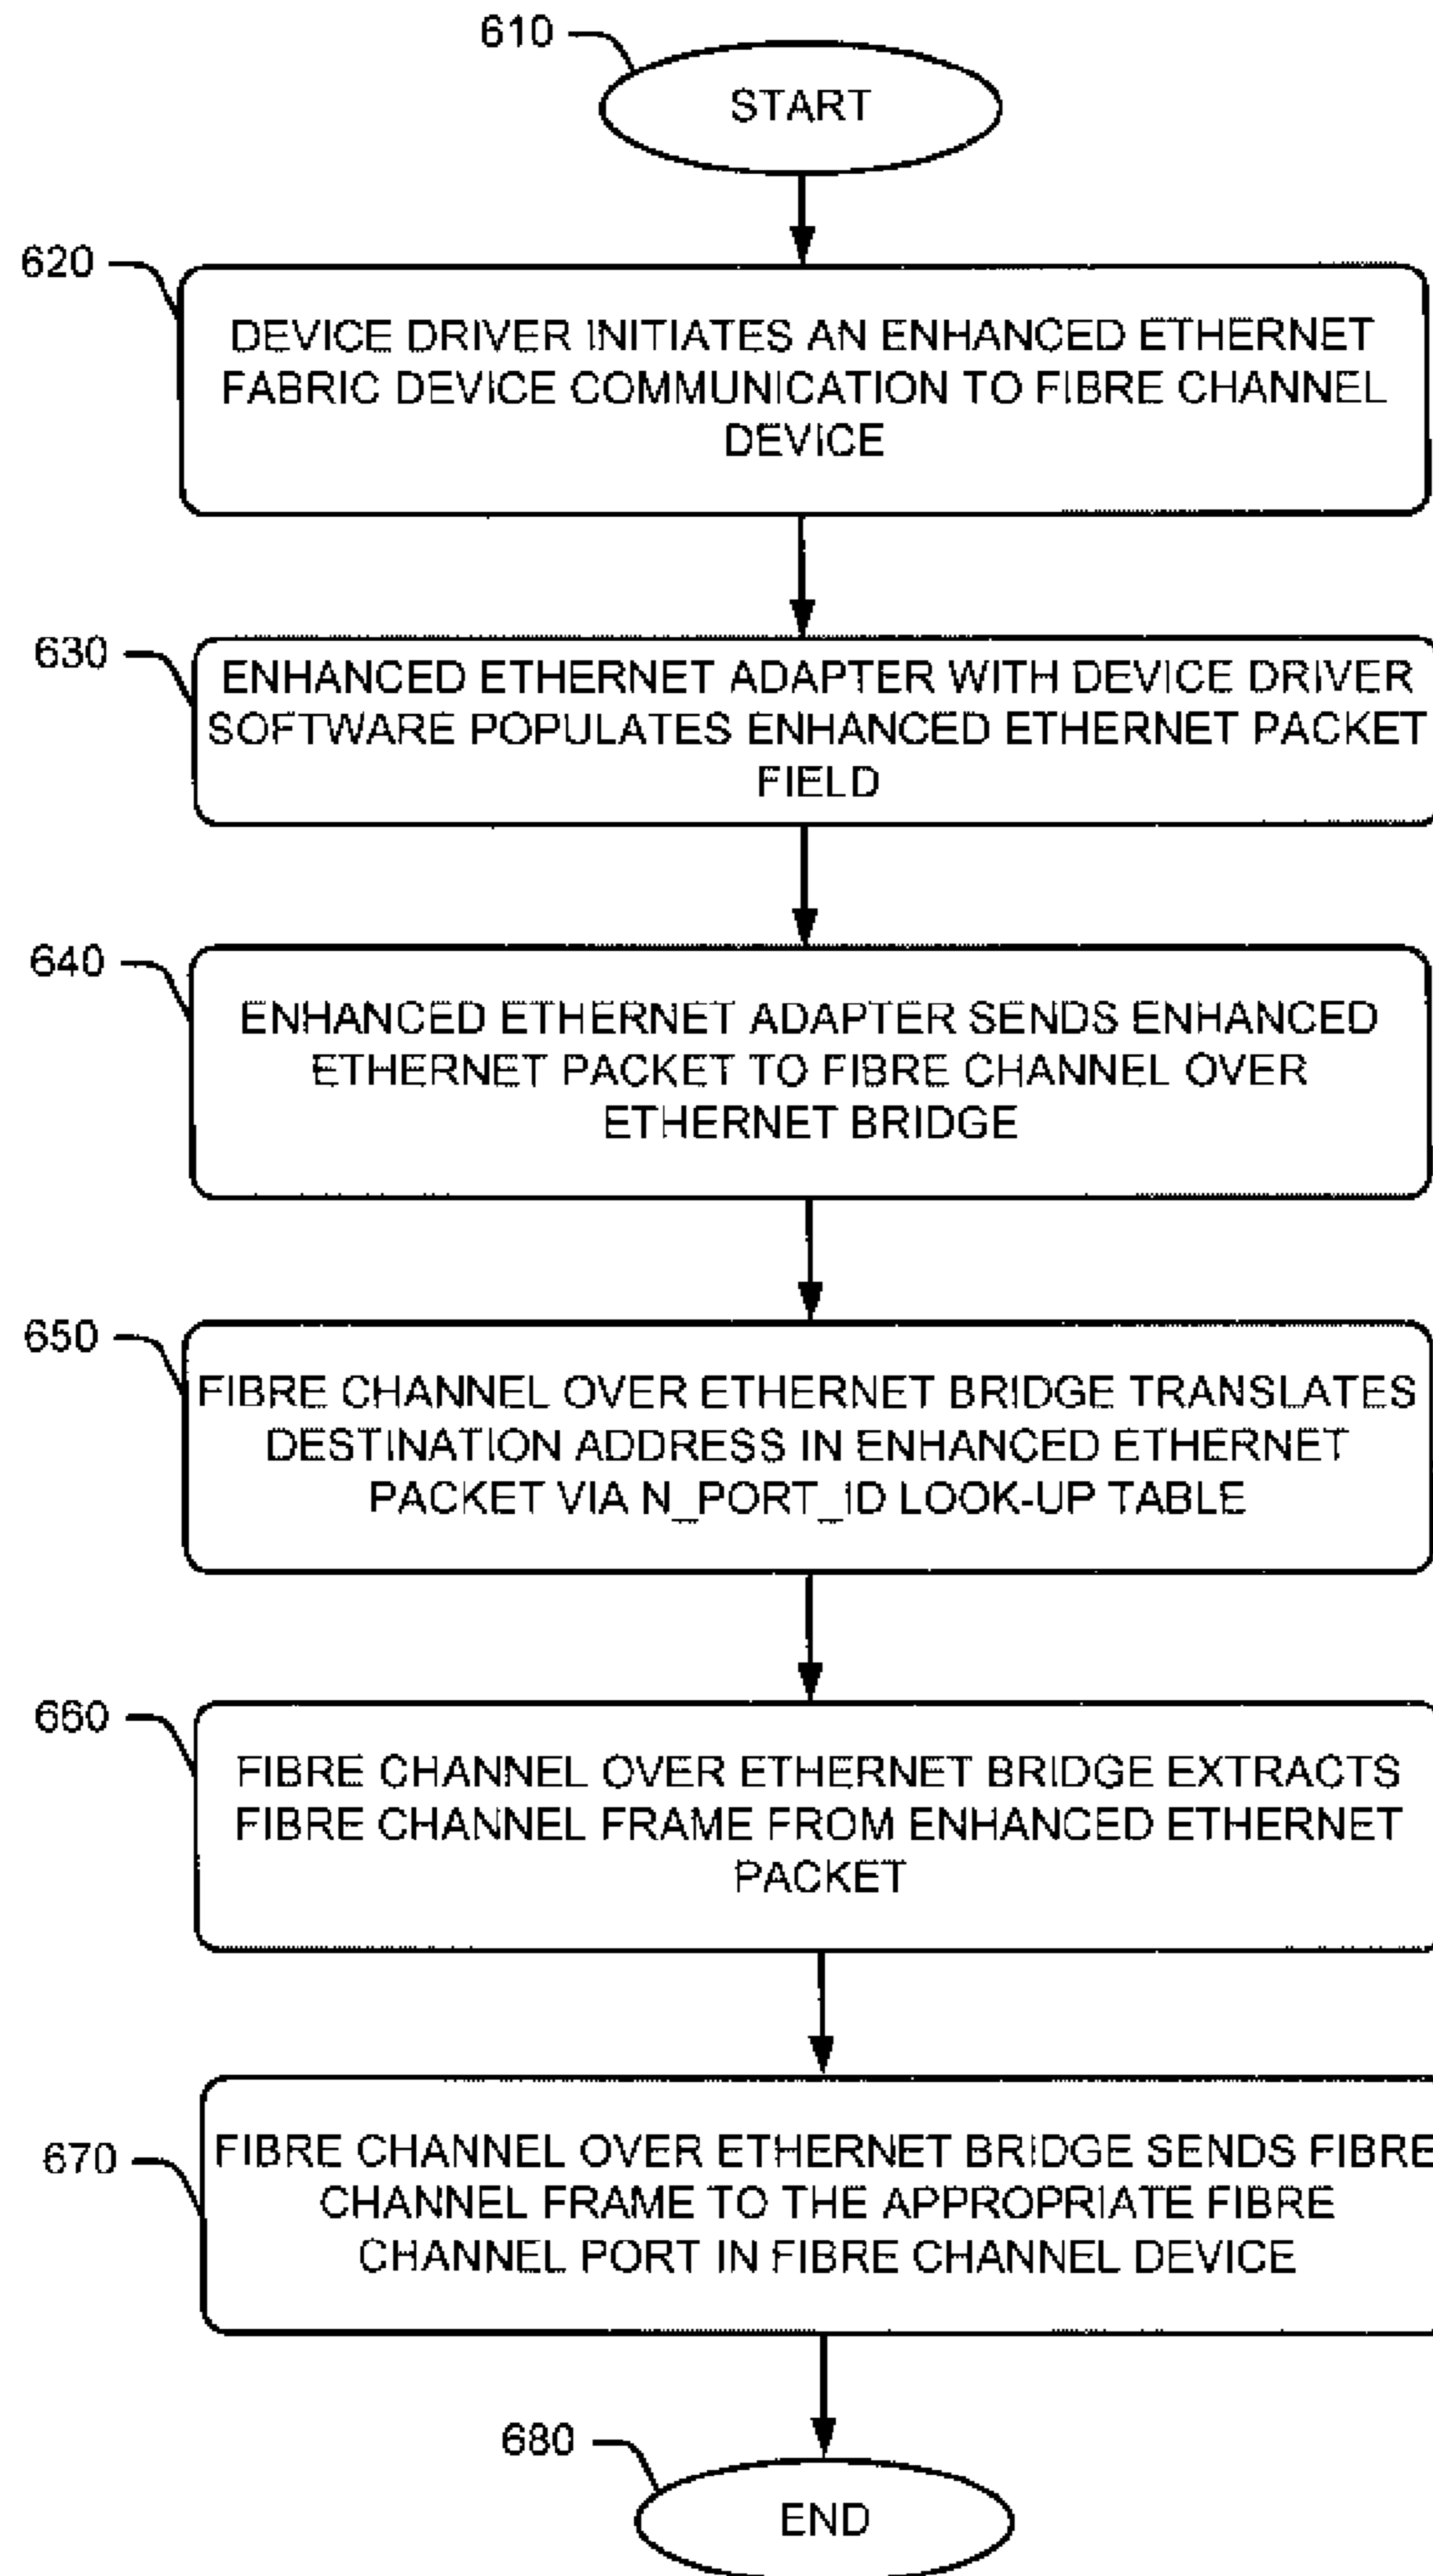 610
START
620
DEVICE DRIVER INITIATES AN ENHANCED ETHERNET
FABRIC DEVICE COMMUNICATION TO FIBRE CHANNEL
DEVICE
630
ENHANCED ETHERNET ADAPTER WITH DEVICE DRIVER
SOFTWARE POPULATES ENHANCED ETHERNET PACKET
FIELD
640
ENHANCED ETHERNET ADAPTER SENDS ENHANCED
ETHERNET PACKET TO FIBRE CHANNEL OVER
ETHERNET BRIDGE
650
FIBRE CHANNEL OVER ETHERNET BRIDGE TRANSLATES
DESTINATION ADDRESS IN ENHANCED ETHERNET
PACKET VIA N_PORT_ID LOOK-UP TABLE
660
FIBRE CHANNEL OVER ETHERNET BRIDGE EXTRACTS
FIBRE CHANNEL FRAME FROM ENHANCED ETHERNET
PACKET
670
FIBRE CHANNEL OVER ETHERNET BRIDGE SENDS FIBRE
CHANNEL FRAME TO THE APPROPRIATE FIBRE
CHANNEL PORT IN FIBRE CHANNEL DEVICE
680
END